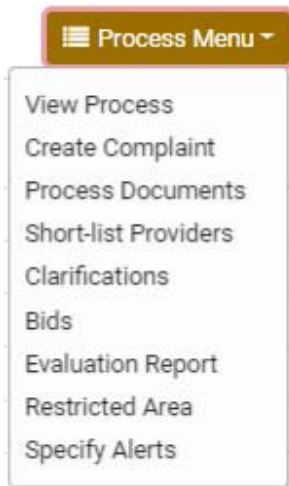 Process Menu
View Process
Create Complaint
Process Documents
Short-list Providers
Clarifications
Bids
Evaluation Report
Restricted Area
Specify Alerts